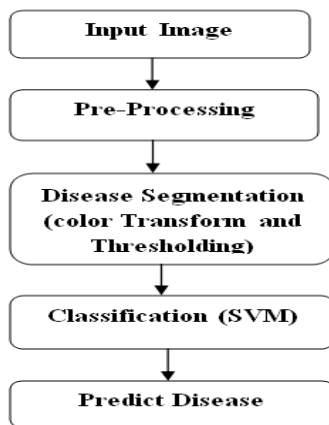 Input Image
Pre-Processing
Disease Segmentation
(color Transform and
Thresholding)
Classification (SVM)
Predict Disease